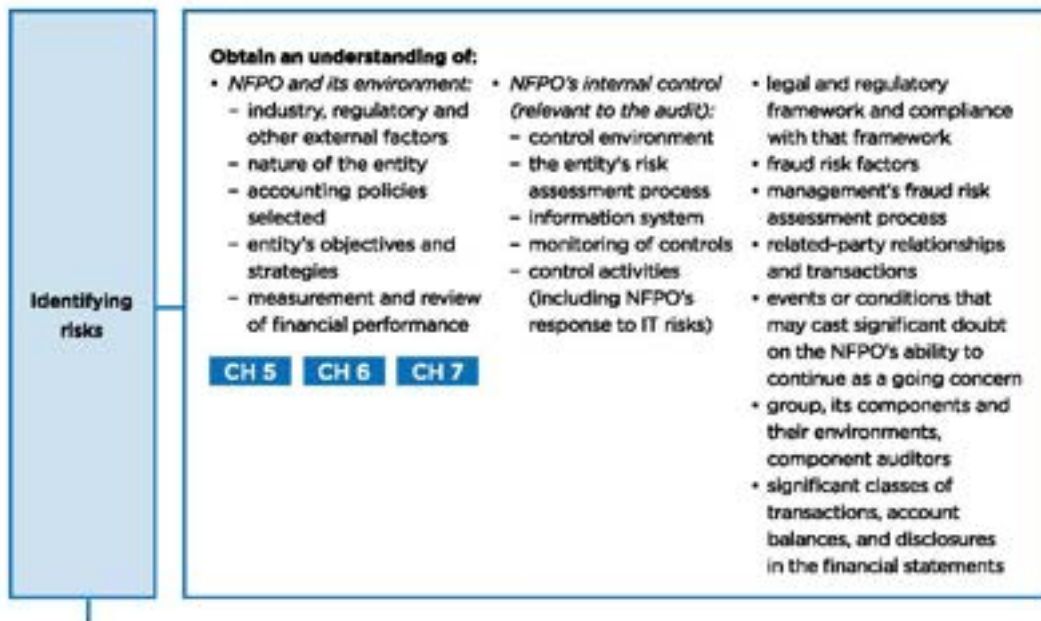 Identifying
risks
Obtain an understanding of:
• NFPO and its environment:
– industry, regulatory and
other external factors
– nature of the entity
– accounting policies
selected
– entity's objectives and
strategies
– measurement and review
of financial performance
CH 5 CH 6 CH 7
• NFPO's internal control
(relevant to the audit):
– control environment
– the entity's risk
assessment process
– information system
– monitoring of controls
– control activities
(including NFPO's
response to IT risks)
• legal and regulatory
framework and compliance
with that framework
• fraud risk factors
• management's fraud risk
assessment process
• related-party relationships
and transactions
• events or conditions that
may cast significant doubt
on the NFPO's ability to
continue as a going concern
• group, its components and
their environments,
component auditors
• significant classes of
transactions, account
balances, and disclosures
in the financial statements